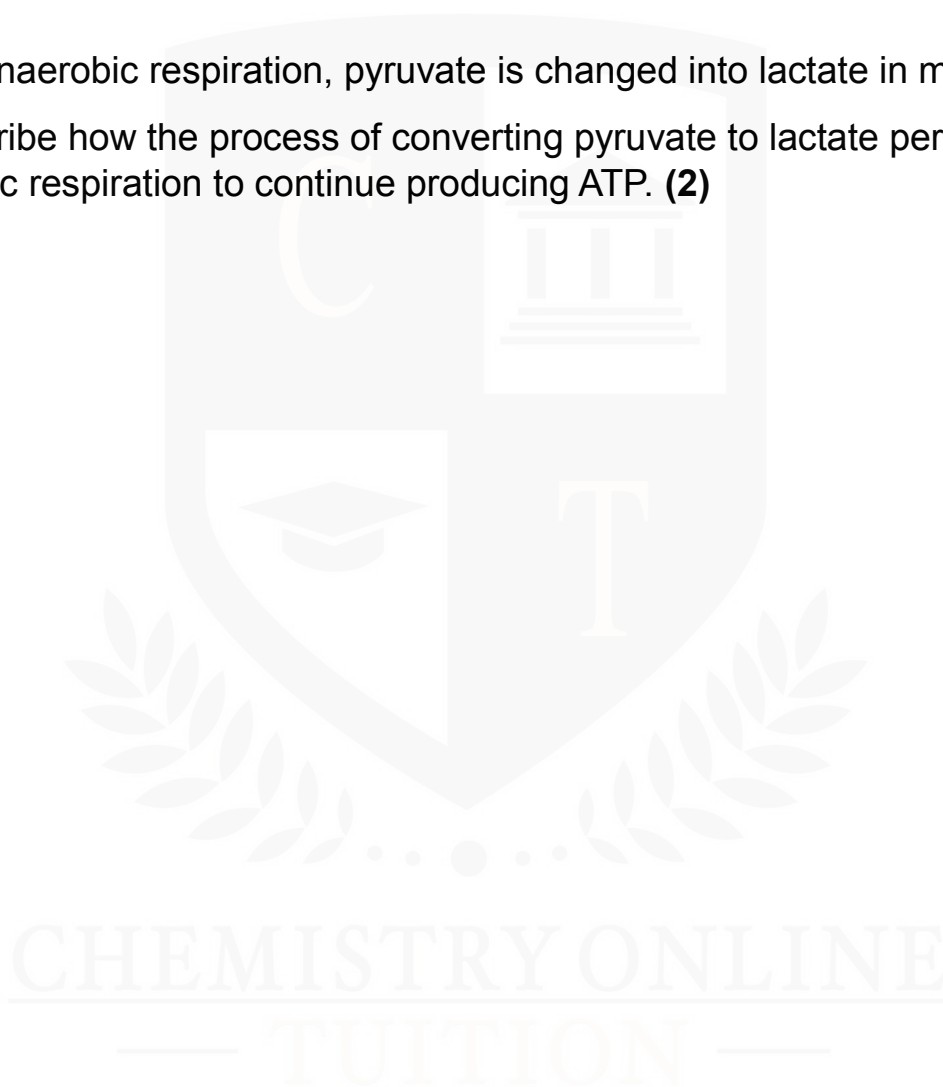 naerobic respiration, pyruvate is changed into lactate in m
ribe how the process of converting pyruvate to lactate per
c respiration to continue producing ATP. (2)
C
T
CHEMISTRY ONLINE
TUITION